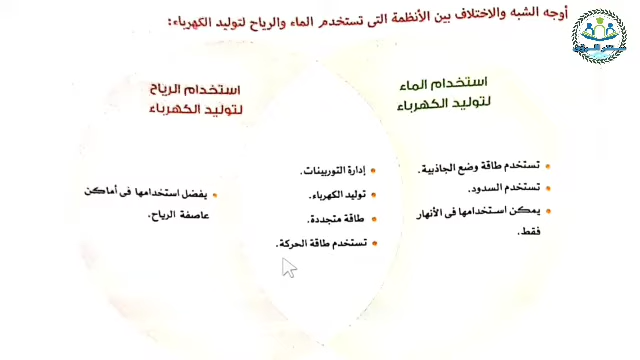 أوجه الشبه والاختلاف بين الأنظمة التى تستخدم الماء والرياح لتوليد الكهرباء:
استخدام الماء
لتوليد الكهرباء
تستخدم طاقة وضع الجاذبية.
تستخدم السدود.
يمكن استخدامها فى الأنهار
فقط.
إدارة التوربينات.
توليد الكهرباء.
طاقة متجددة.
تستخدم طاقة الحركة.
استخدام الرياح
لتوليد الكهرباء
يفضل استخدامها فى أماكن
عاصفة الرياح.